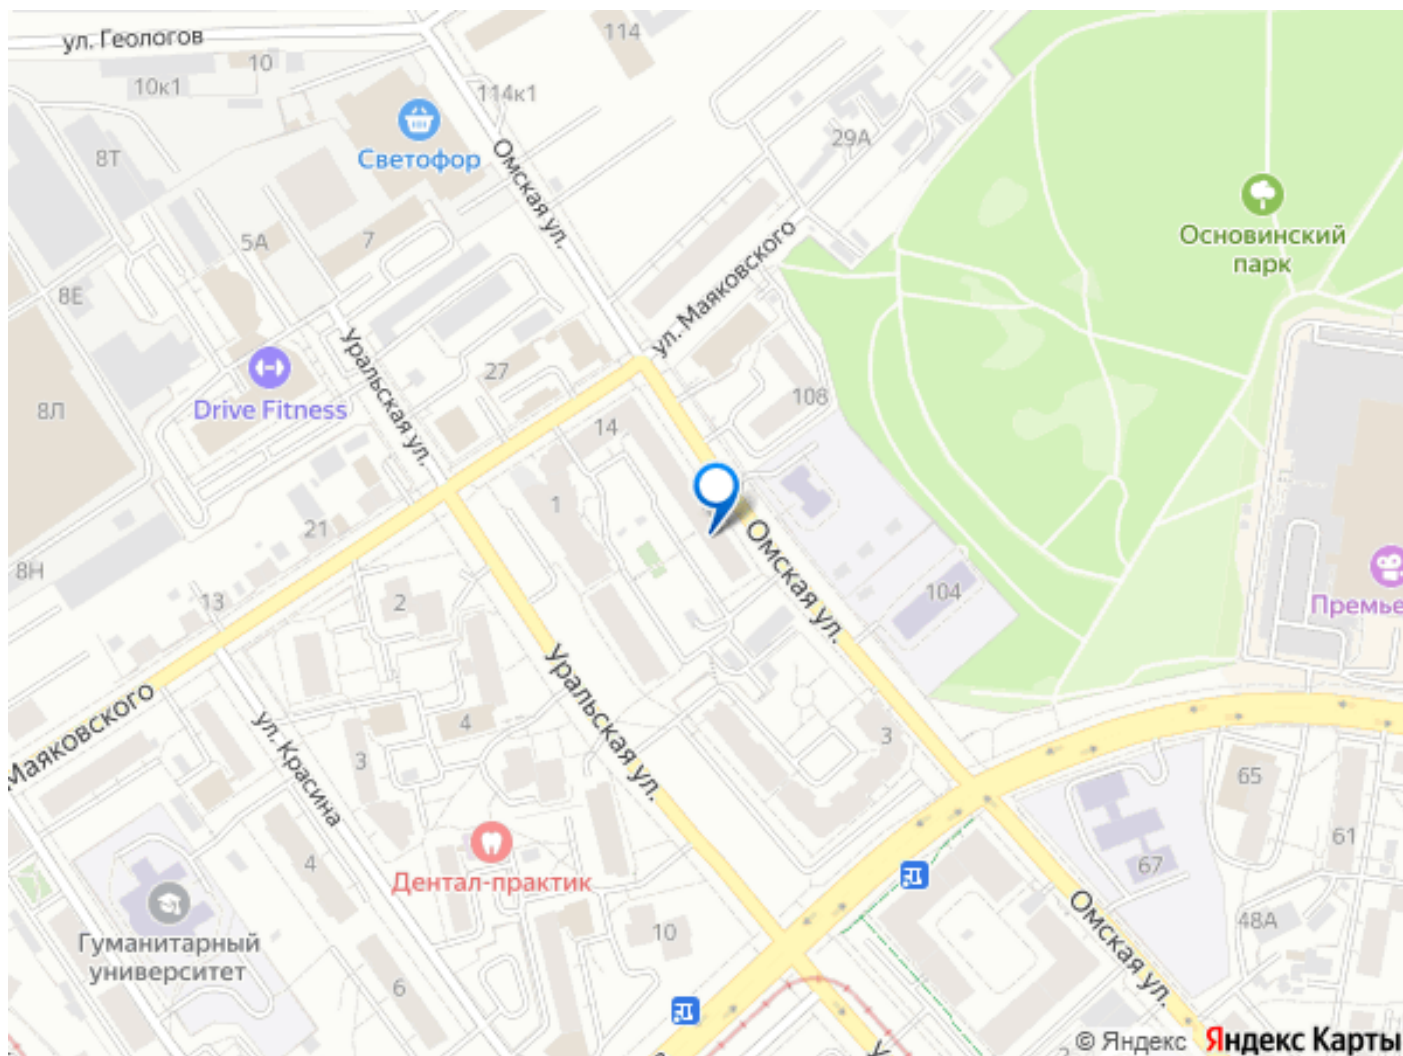 ул. Геологов
10
10к1
114
114к1
Светофор
8Т
29А
Омская ул.
Основинский
парк
5А
7
ул. Маяковского
8Е
Уральская ул.
27
8Л
Drive Fitness
108
14
1
21
Омская ул.
8Н
13
2
104
Премье
Уральская ул.
Маяковского
4
ул. Красина
3
3
65
61
4
67
Дентал-практик
Омская ул.
48А
Гуманитарный
университет
10
6
© Яндекс
Яндекс Карты